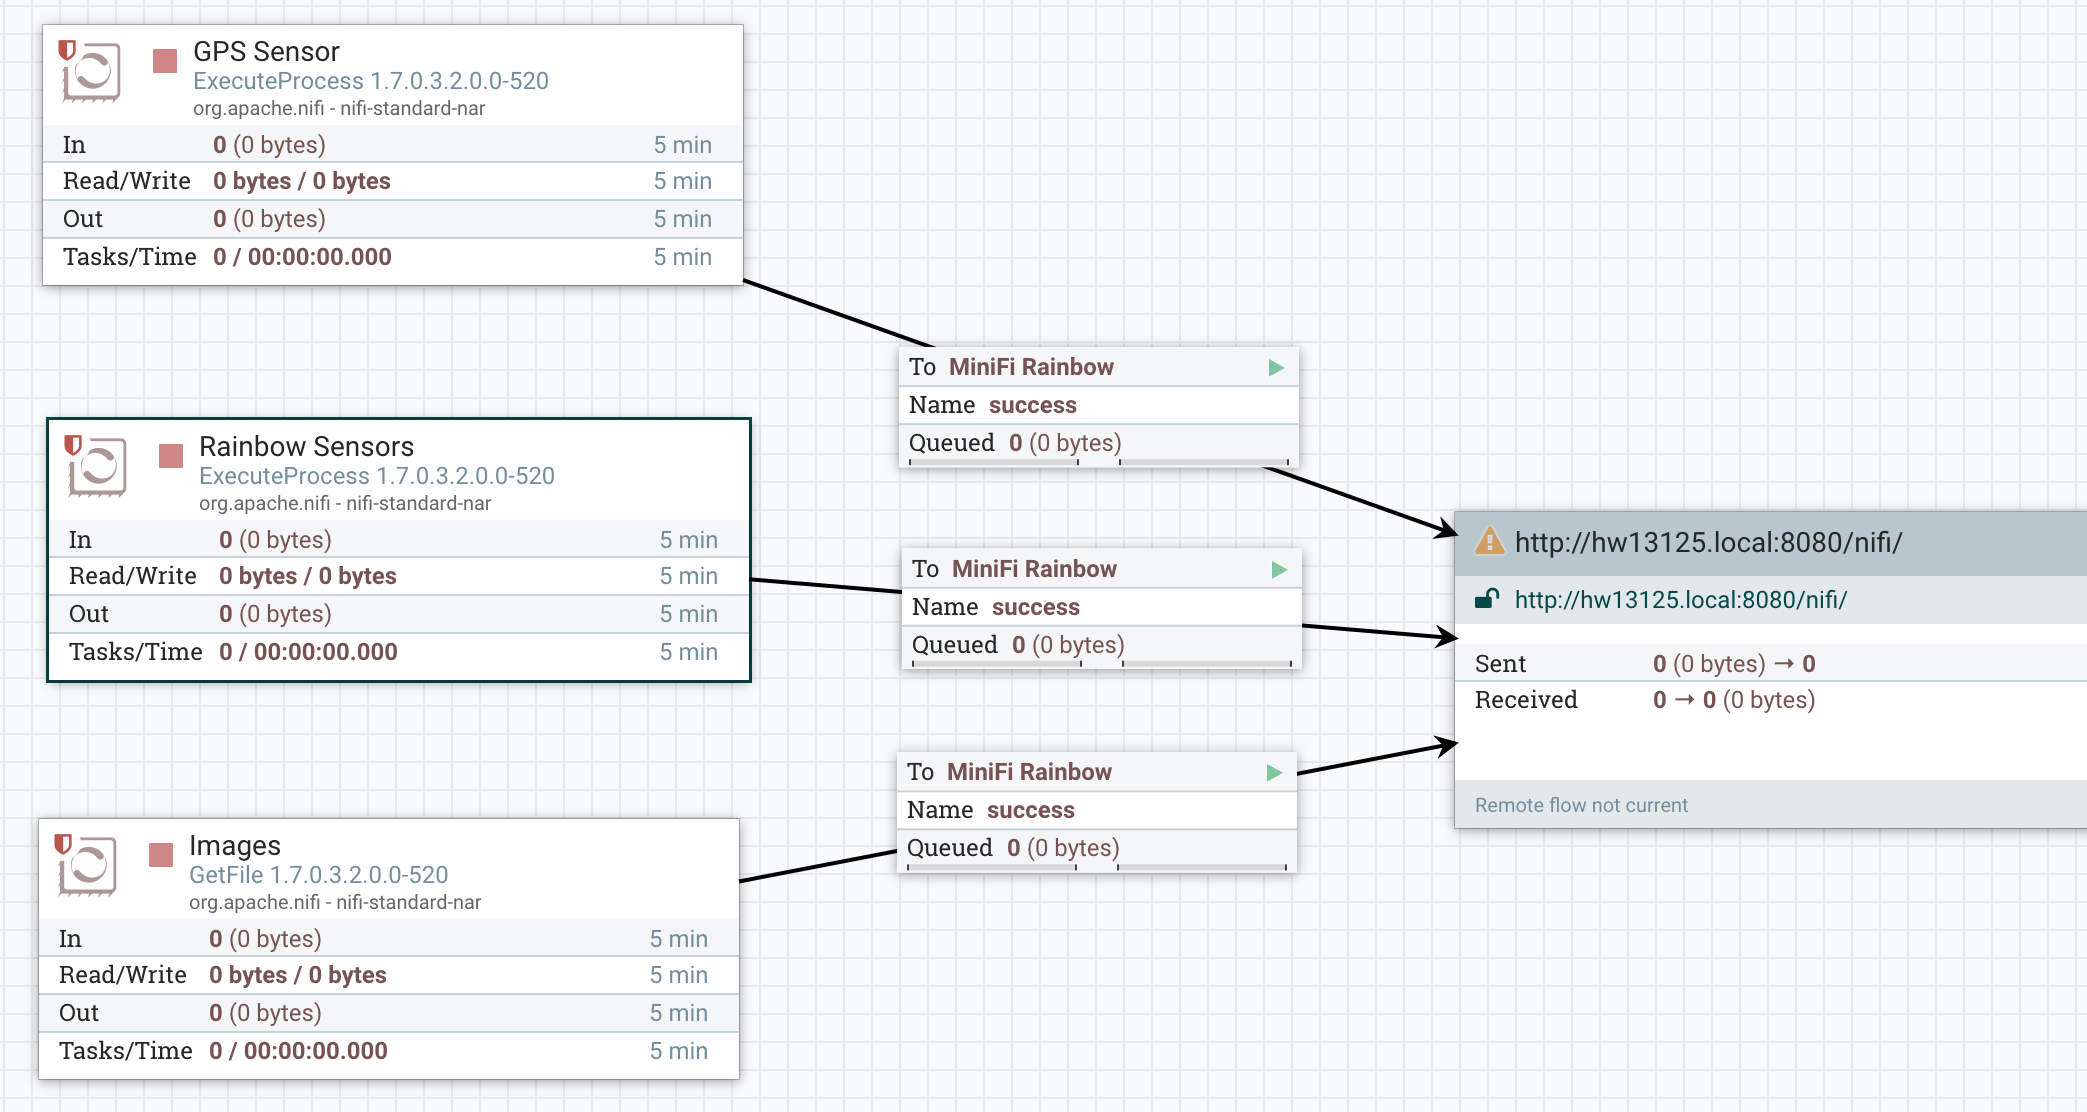 GPS Sensor
ExecuteProcess 1.7.0.3.2.0.0-520
org.apache.nifi - nifi-standard-nar
In 0 (0 bytes) 5 min
Read/Write 0 bytes / 0 bytes 5 min
Out 0 (0 bytes) 5 min
Tasks/Time 0 / 00:00:00.000 5 min
To MiniFi Rainbow
Name success
Queued 0 (0 bytes)
Rainbow Sensors
ExecuteProcess 1.7.0.3.2.0.0-520
org.apache.nifi - nifi-standard-nar
In 0 (0 bytes) 5 min
Read/Write 0 bytes / 0 bytes 5 min
Out 0 (0 bytes) 5 min
Tasks/Time 0 / 00:00:00.000 5 min
To MiniFi Rainbow
Name success
Queued 0 (0 bytes)
http://hw13125.local:8080/nifi/
http://hw13125.local:8080/nifi/
Sent 0 (0 bytes) → 0
Received 0 → 0 (0 bytes)
Remote flow not current
To MiniFi Rainbow
Name success
Queued 0 (0 bytes)
Images
GetFile 1.7.0.3.2.0.0-520
org.apache.nifi - nifi-standard-nar
In 0 (0 bytes) 5 min
Read/Write 0 bytes / 0 bytes 5 min
Out 0 (0 bytes) 5 min
Tasks/Time 0 / 00:00:00.000 5 min